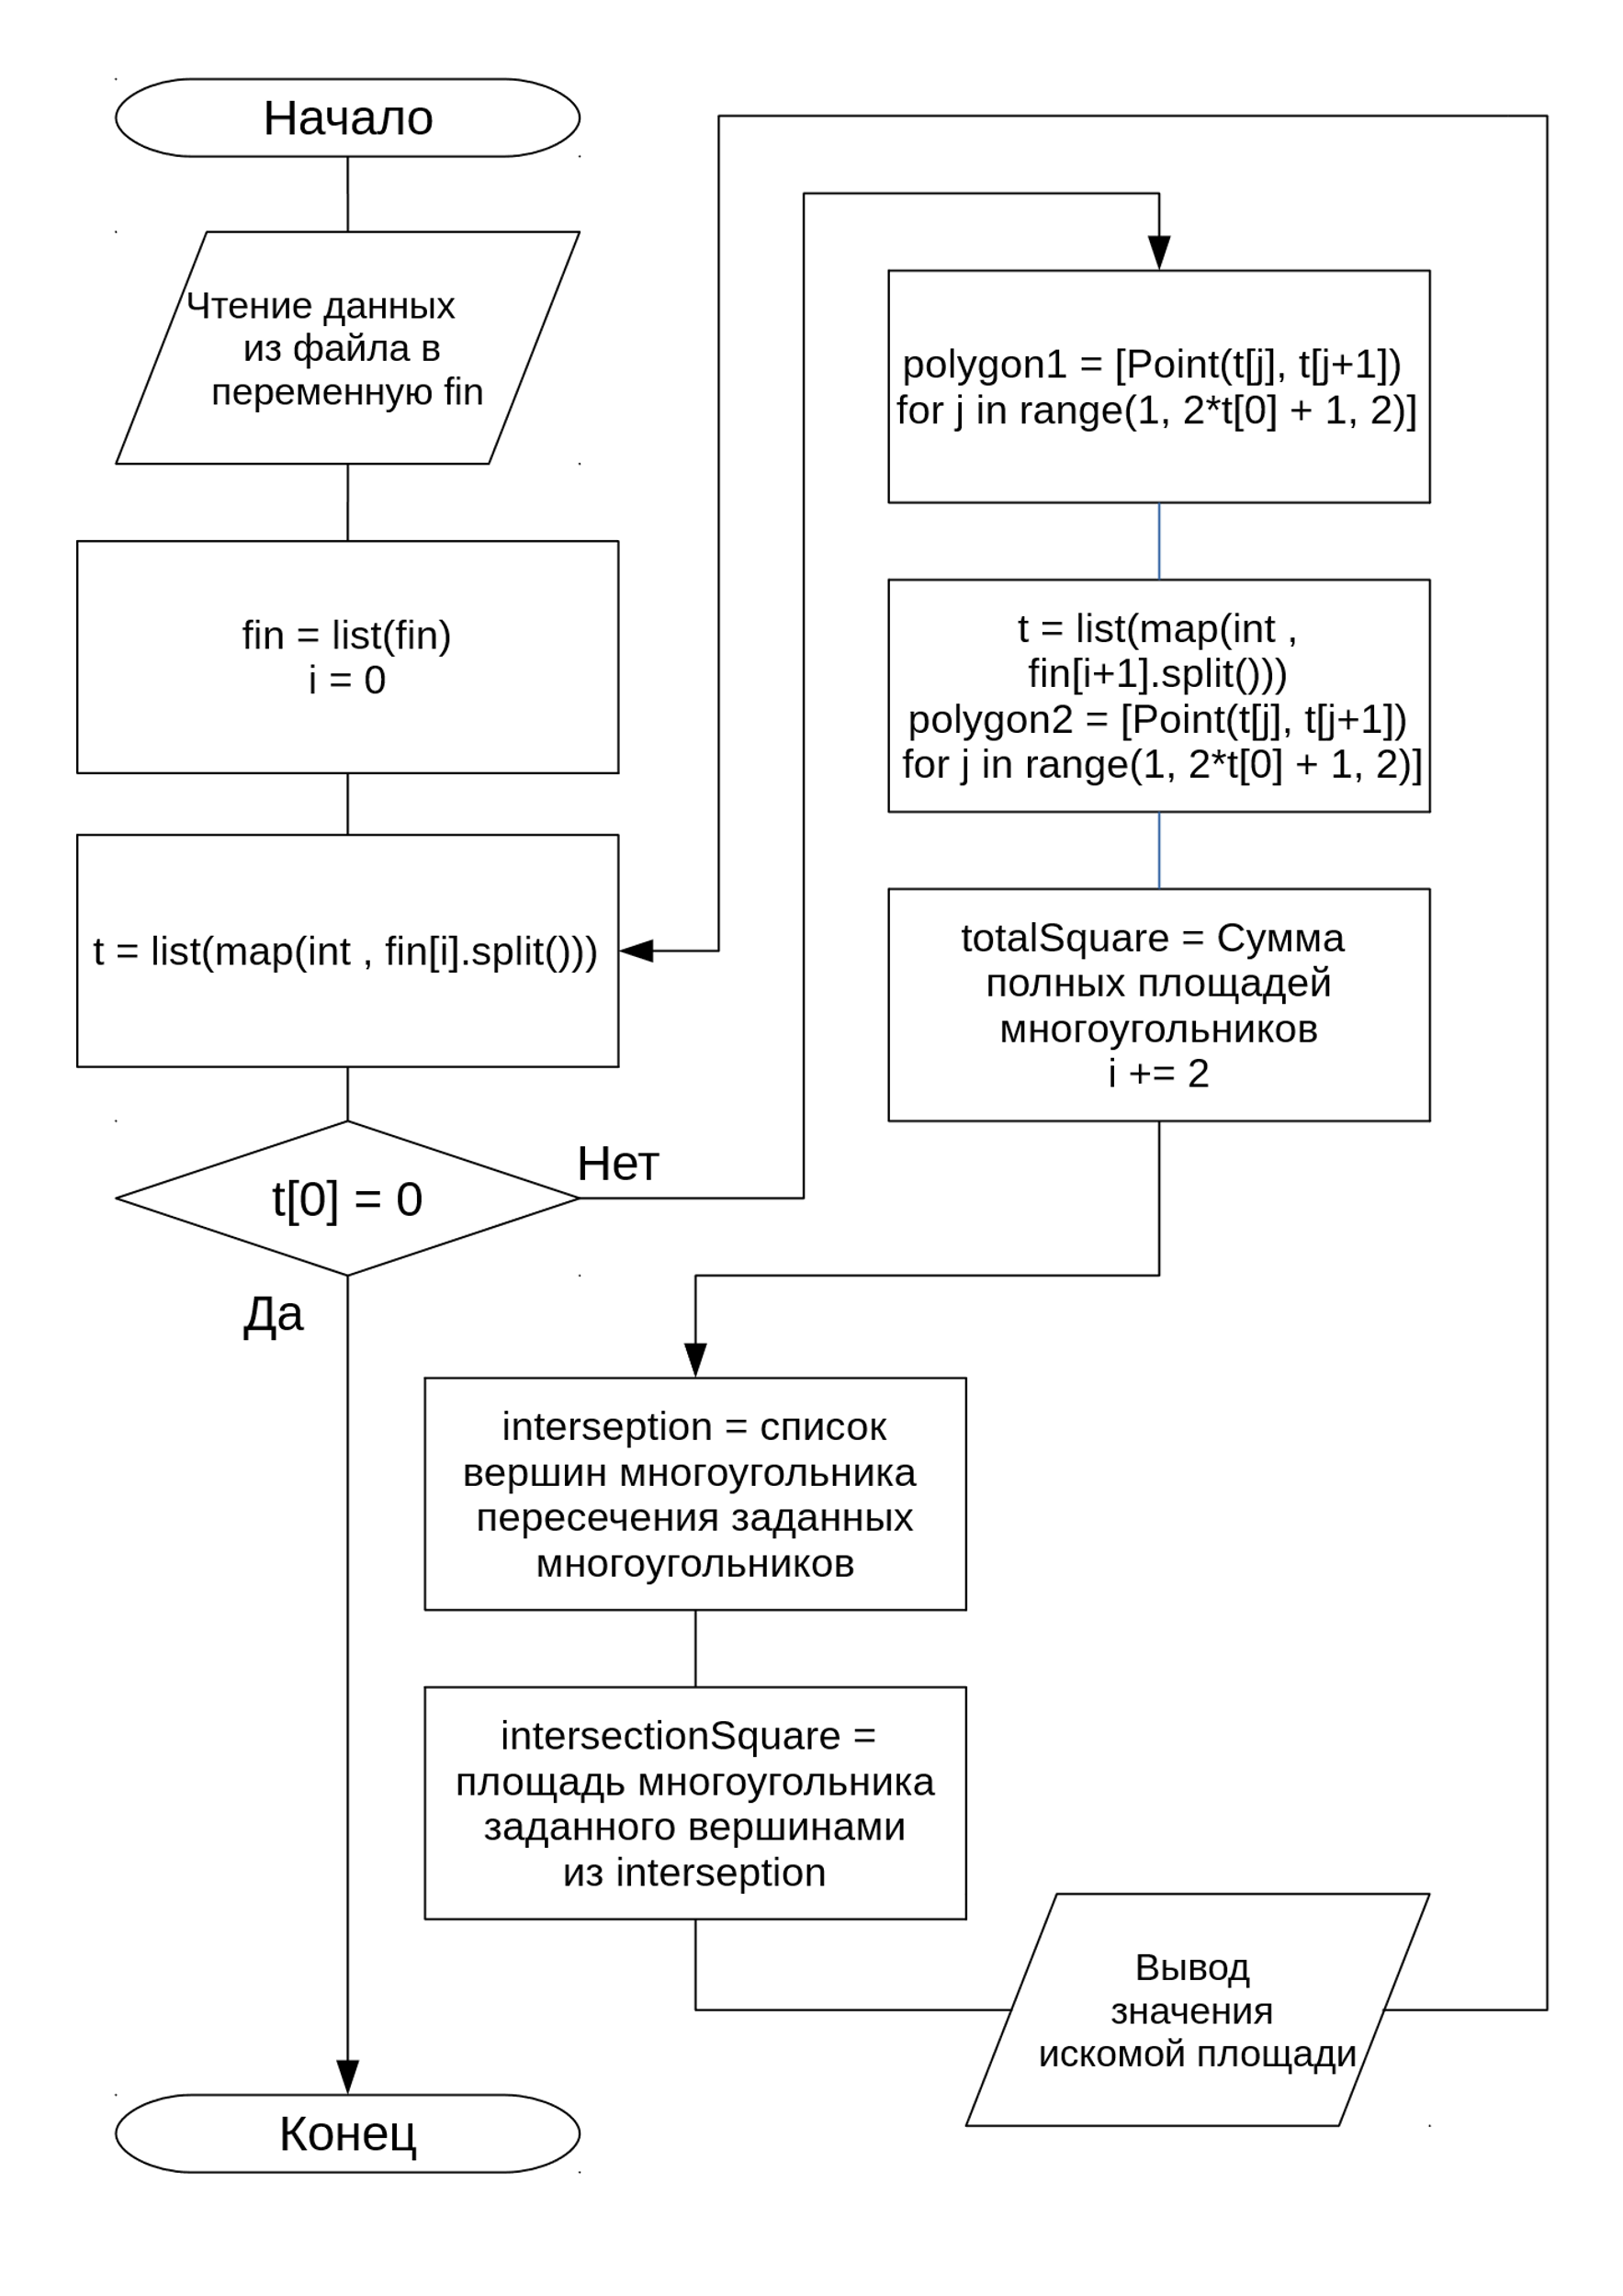 Начало
Чтение данных
из файла в
переменную fin
fin = list(fin)
i = 0
t = list(map(int , fin[i].split()))
t[0] = 0
Нет
Да
polygon1 = [Point(t[j], t[j+1])
for j in range(1, 2*t[0] + 1, 2)]
t = list(map(int ,
fin[i+1].split()))
polygon2 = [Point(t[j], t[j+1])
for j in range(1, 2*t[0] + 1, 2)]
totalSquare = Сумма
полных площадей
многоугольников
i += 2
interseption = список
вершин многоугольника
пересечения заданных
многоугольников
intersectionSquare =
площадь многоугольника
заданного вершинами
из interseption
Вывод
значения
искомой площади
Конец